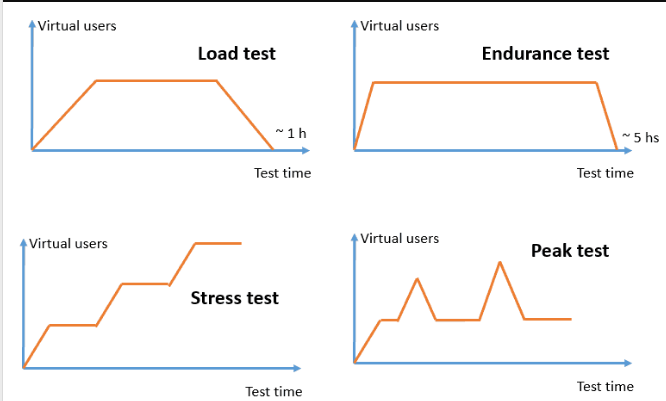 Virtual users
Load test
~ 1 h
Test time
Virtual users
Endurance test
~ 5 hs
Test time
Virtual users
Stress test
Test time
Virtual users
Peak test
Test time